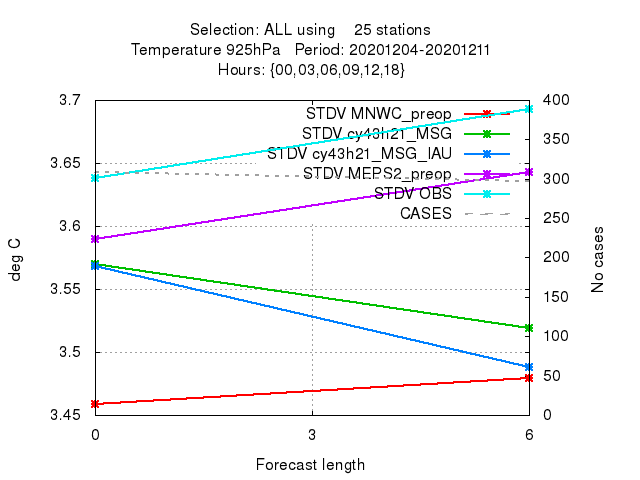 Selection: ALL using    25 stations
Temperature 925hPa   Period: 20201204-20201211
Hours: {00,03,06,09,12,18}
3.7
3.65
3.6
3.55
3.5
3.45
400
350
300
250
200
150
100
50
0
0
3
6
deg C
No cases
Forecast length
STDV MNWC_preop
STDV cy43h21_MSG
STDV cy43h21_MSG_IAU
STDV MEPS2_preop
STDV OBS
CASES